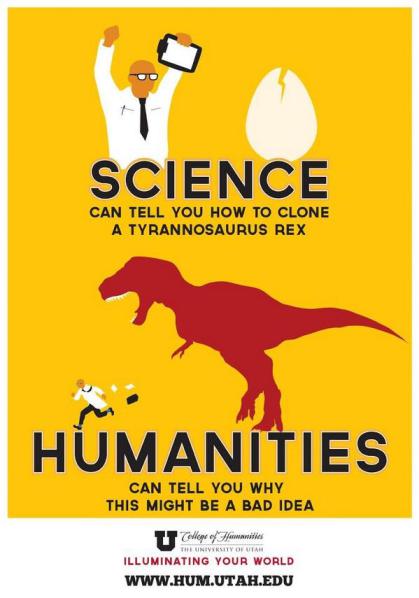 SCIENCE
CAN TELL YOU HOW TO CLONE
A TYRANNOSAURUS REX
HUMANITIES
CAN TELL YOU WHY
THIS MIGHT BE A BAD IDEA
U College of Humanities
THE UNIVERSITY OF UTAH
ILLUMINATING YOUR WORLD
WWW.HUM.UTAH.EDU